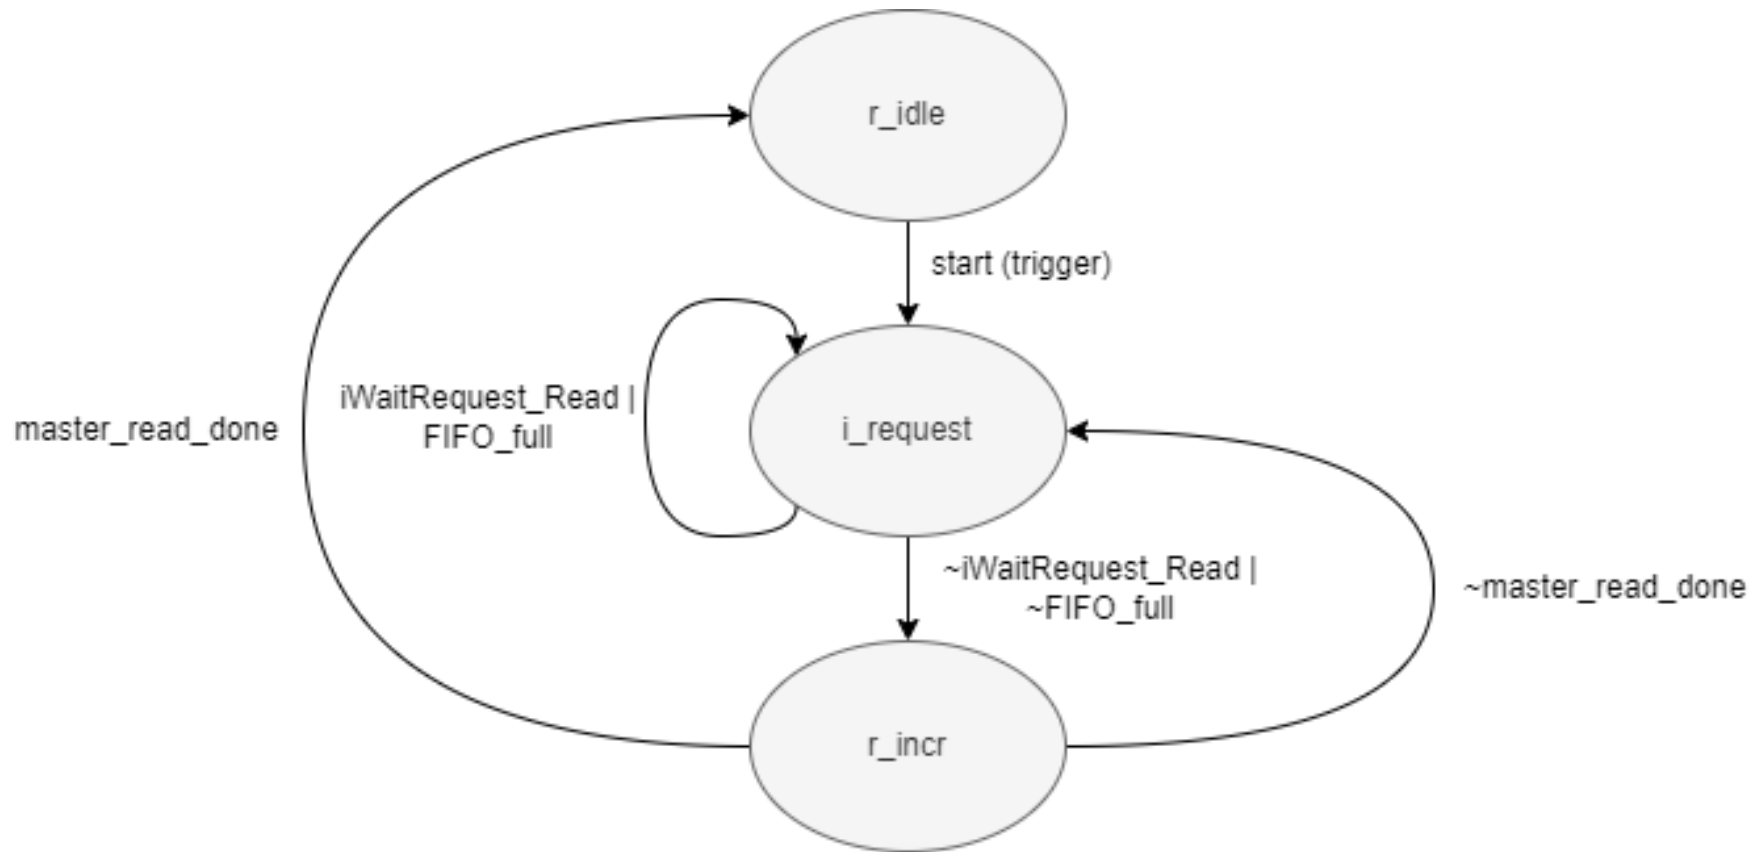 r_idle
start (trigger)
iWaitRequest_Read |
FIFO_full
master_read_done
i_request
~iWaitRequest_Read |
~FIFO_full
~master_read_done
r_incr